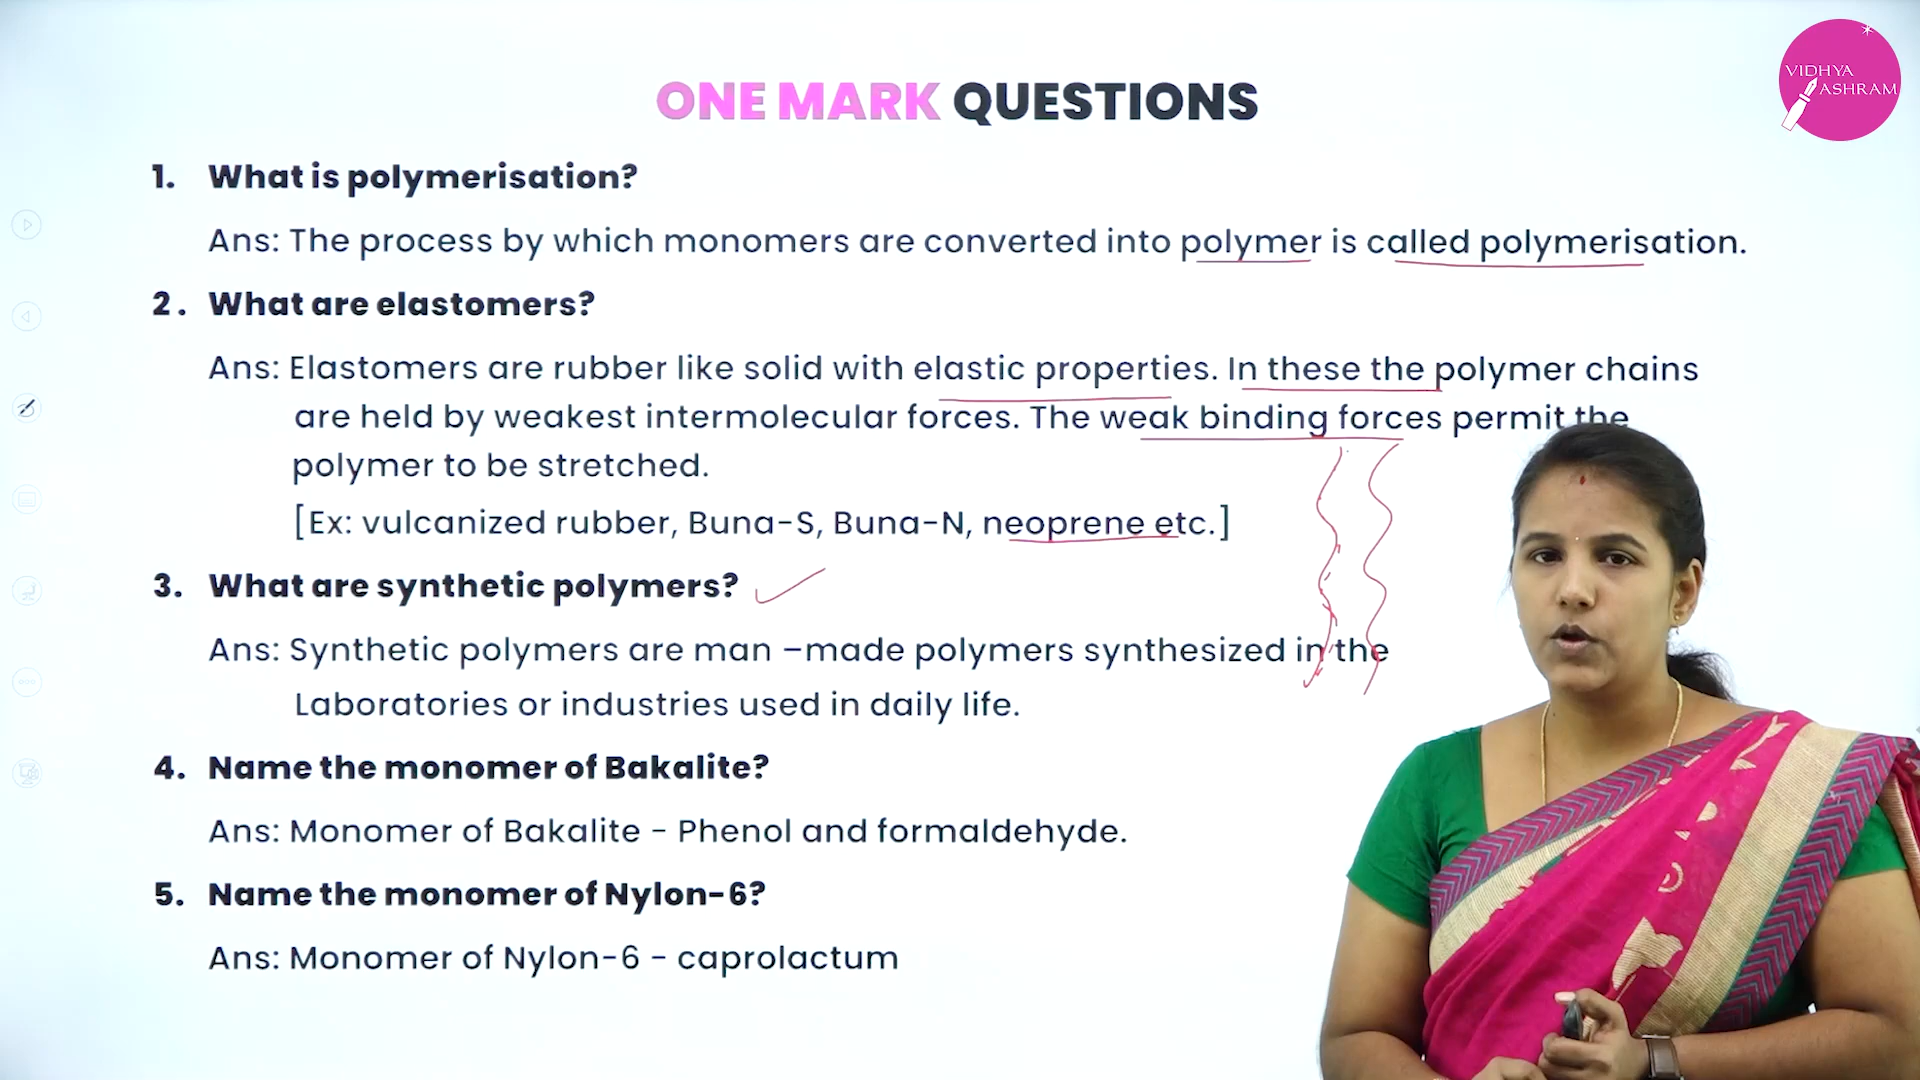 VIDHYA
ASHRAM
ONE MARK QUESTIONS
1. What is polymerisation?
Ans: The process by which monomers are converted into polymer is called polymerisation.
2. What are elastomers?
Ans: Elastomers are rubber like solid with elastic properties. In these the polymer chains
are held by weakest intermolecular forces. The weak binding forces permit the
polymer to be stretched.
[Ex: vulcanized rubber, Buna-S, Buna-N, neoprene etc.]
3. What are synthetic polymers?
Ans: Synthetic polymers are man –made polymers synthesized in the
Laboratories or industries used in daily life.
4. Name the monomer of Bakalite?
Ans: Monomer of Bakalite - Phenol and formaldehyde.
5. Name the monomer of Nylon-6?
Ans: Monomer of Nylon-6 - caprolactum